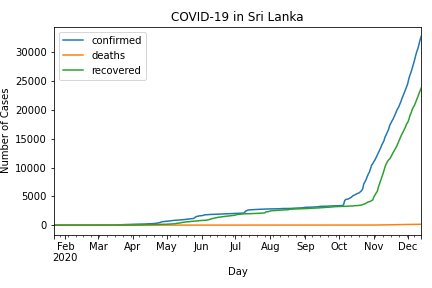 COVID-19 in Sri Lanka
confirmed
deaths
recovered
Number of Cases
30000
25000
20000
15000
10000
5000
0
Feb Mar Apr May Jun Jul Aug Sep Oct Nov Dec
2020
Day